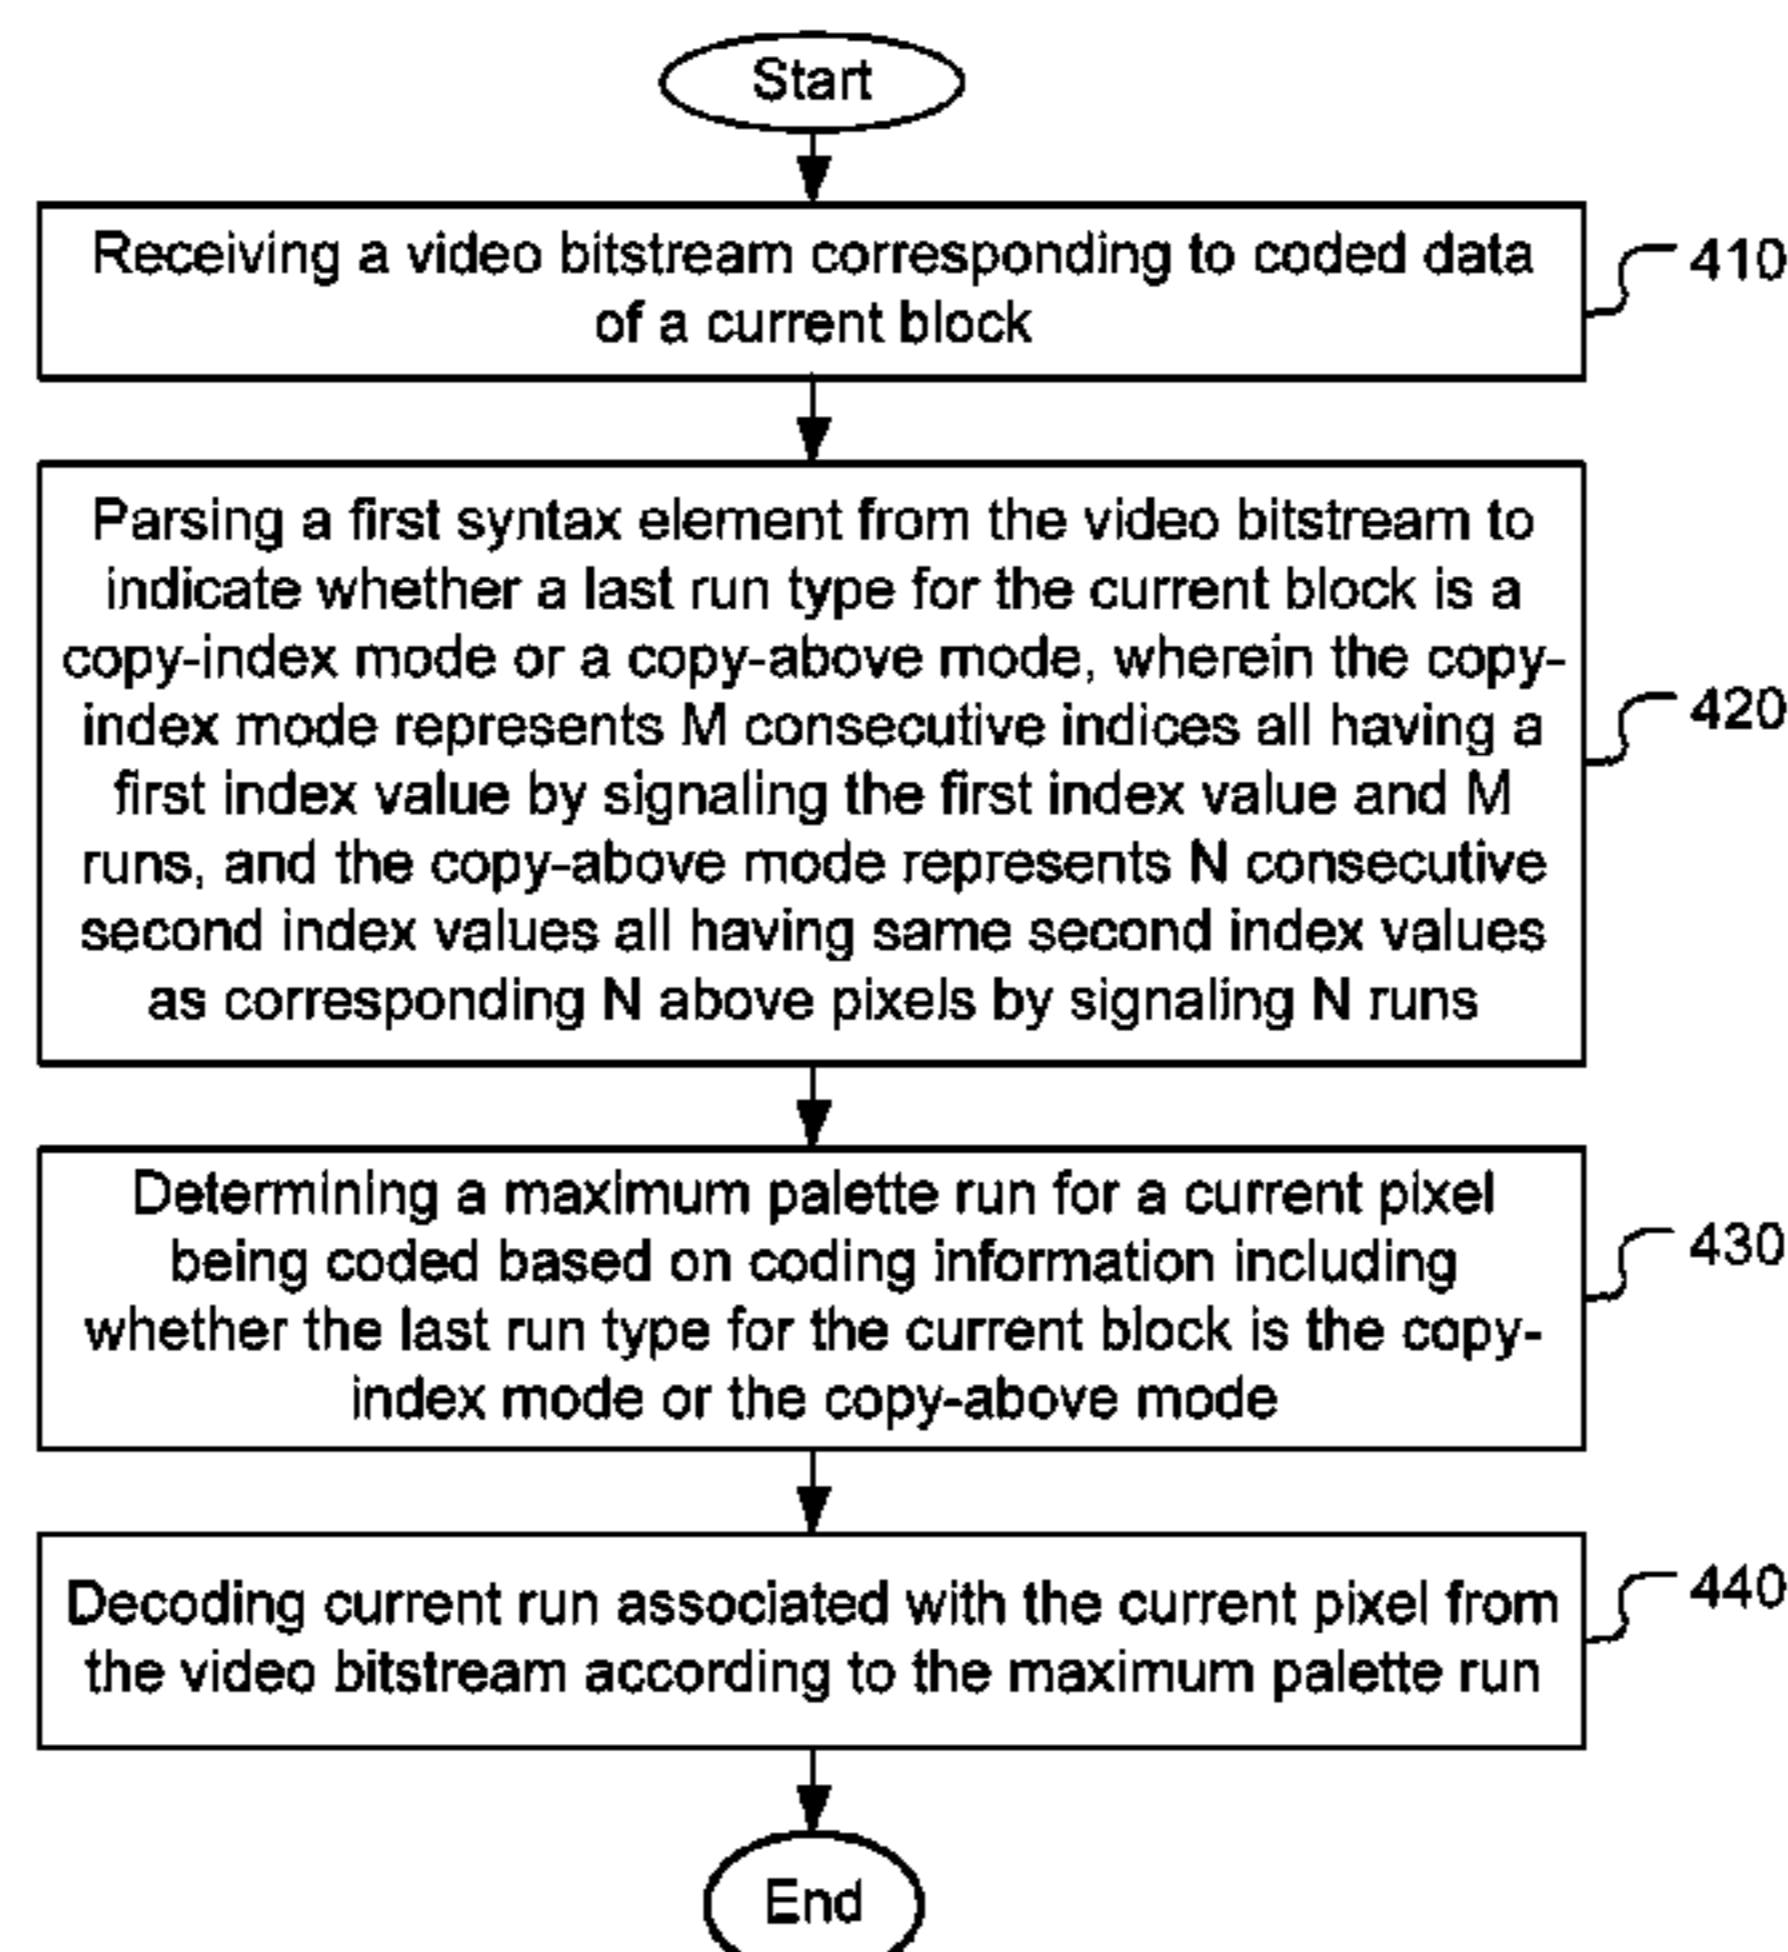 Start
Receiving a video bitstream corresponding to coded data
of a current block
410
Parsing a first syntax element from the video bitstream to
indicate whether a last run type for the current block is a
copy-index mode or a copy-above mode, wherein the copy-
index mode represents M consecutive indices all having a
first index value by signaling the first index value and M
runs, and the copy-above mode represents N consecutive
second index values all having same second index values
as corresponding N above pixels by signaling N runs
420
Determining a maximum palette run for a current pixel
being coded based on coding information including
whether the last run type for the current block is the copy-
index mode or the copy-above mode
430
Decoding current run associated with the current pixel from
the video bitstream according to the maximum palette run
440
End